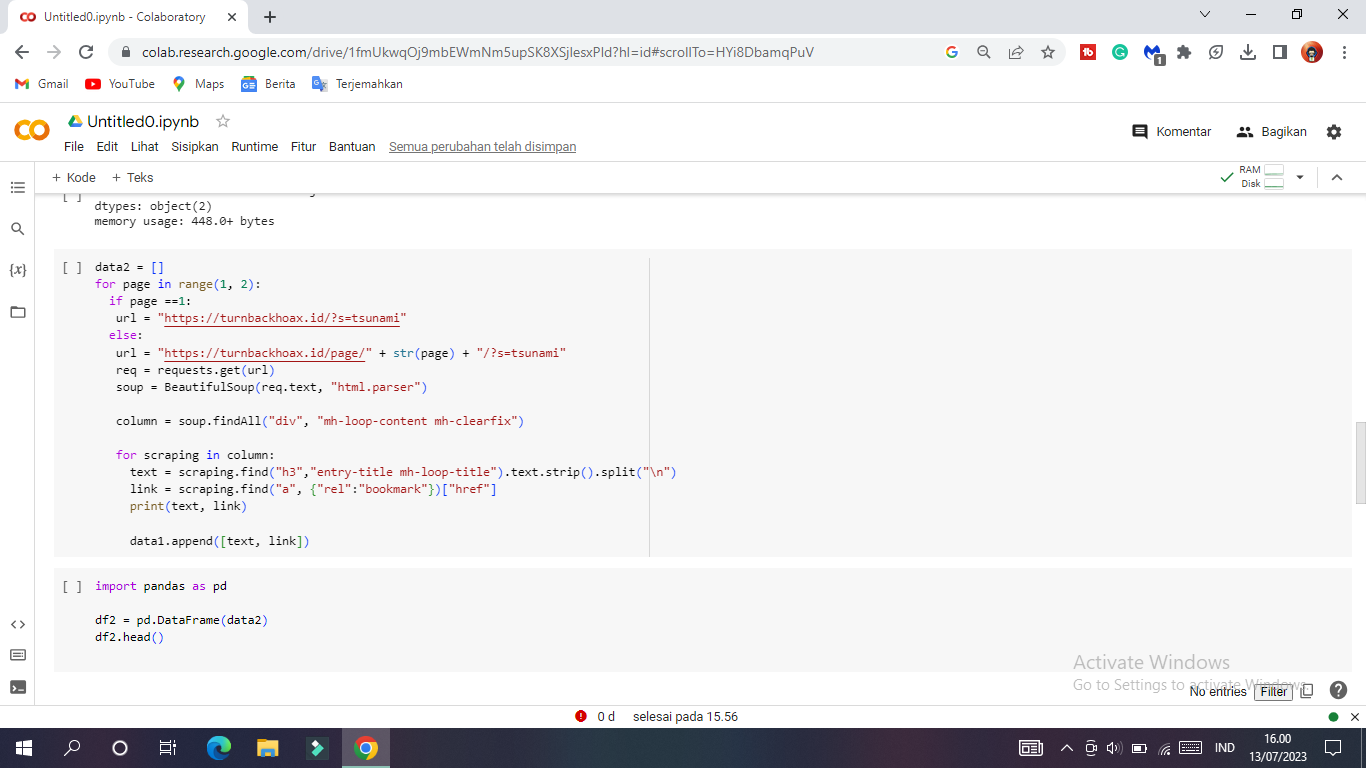 Untitled0.ipynb - Colaboratory
colab.research.google.com/drive/1fmUkwqOj9mbEWmNm5upSK8XSjlesxPld?hl=id#scrollTo=HYi8DbamqPuV
1
Gmail YouTube Maps Berita Terjemahkan
Untitled0.ipynb
Komentar Bagikan
File Edit Lihat Sisipkan Runtime Fitur Bantuan Semua perubahan telah disimpan
+ Kode + Teks
RAM
Disk
[ ]
dtypes: object(2)
memory usage: 448.0+ bytes
[ ] data2 = []
for page in range(1, 2):
if page ==1:
url = "https://turnbackhoax.id/?s=tsunami"
else:
url = "https://turnbackhoax.id/page/" + str(page) + "/?s=tsunami"
req = requests.get(url)
soup = BeautifulSoup(req.text, "html.parser")
column = soup.findAll("div", "mh-loop-content mh-clearfix")
for scraping in column:
text = scraping.find("h3","entry-title mh-loop-title").text.strip().split("\n")
link = scraping.find("a", {"rel":"bookmark"})["href"]
print(text, link)
data1.append([text, link])
[ ] import pandas as pd
df2 = pd.DataFrame(data2)
df2.head()
Activate Windows
Go to Settings to activate Windows.
No entries Filter
0 d selesai pada 15.56
IND
16.00
13/07/2023